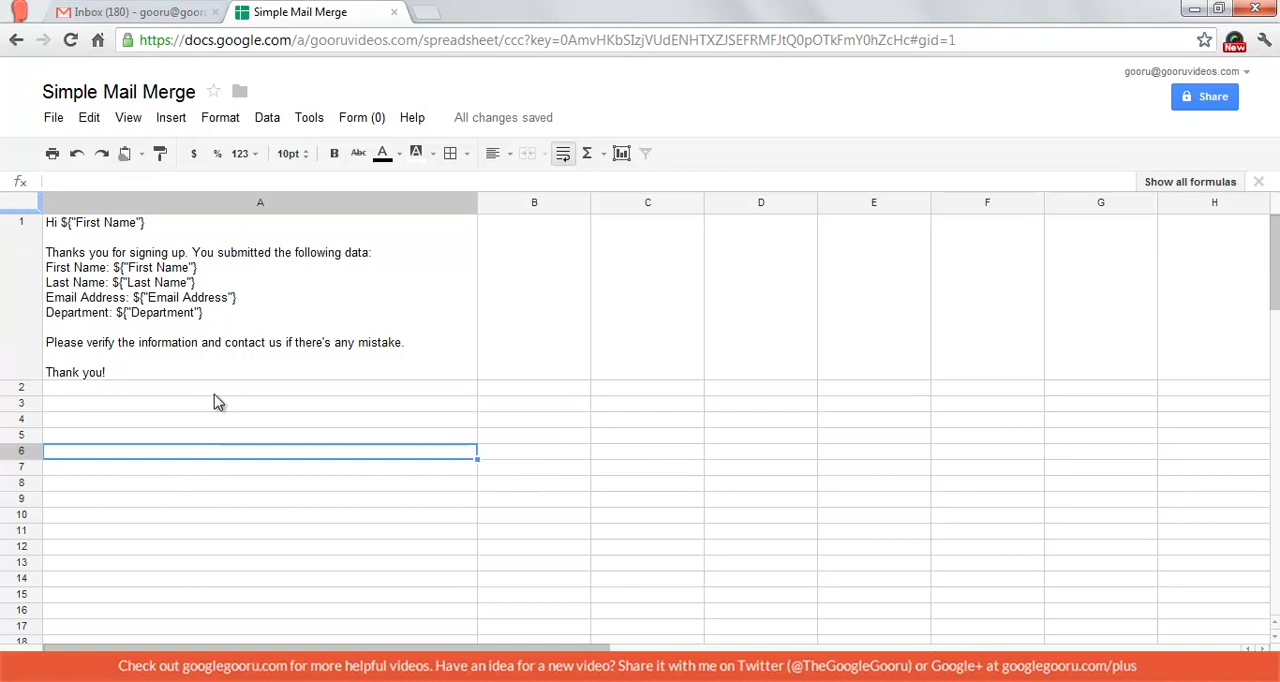 Inbox (180) - gooru@gooru
Simple Mail Merge
https://docs.google.com/a/gooruvideos.com/spreadsheet/ccc?key=0AmvHKbSIzjVUdENHTXZJSEFRMFJtQ0pOTkFmY0hZcHc#gid=1
New
gooru@gooruvideos.com
Simple Mail Merge
Share
File Edit View Insert Format Data Tools Form (0) Help All changes saved
$ % 123 10pt B Abc A A Σ
fx Show all formulas
A B C D E F G H
1 Hi ${"First Name"}
Thanks you for signing up. You submitted the following data:
First Name: ${"First Name"}
Last Name: ${"Last Name"}
Email Address: ${"Email Address"}
Department: ${"Department"}
Please verify the information and contact us if there's any mistake.
Thank you!
2
3
4
5
6
7
8
9
10
11
12
13
14
15
16
17
18
Check out googlegooru.com for more helpful videos. Have an idea for a new video? Share it with me on Twitter (@TheGoogleGooru) or Google+ at googlegooru.com/plus